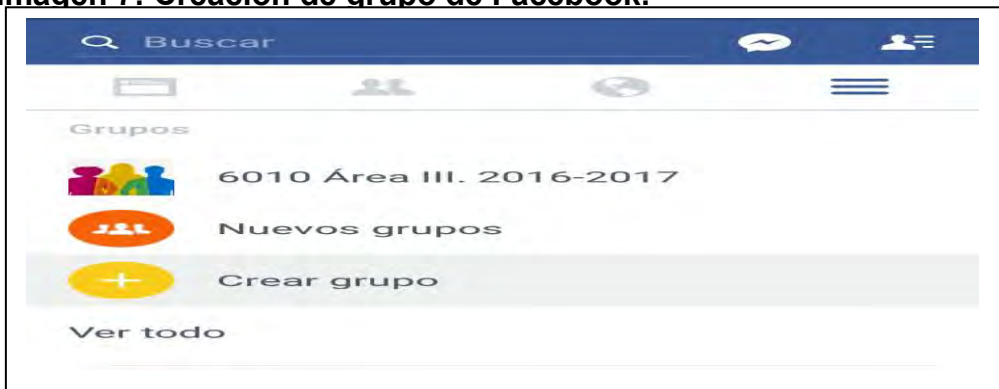 Imagen 7. Creación de grupo de Facebook.
Buscar
Grupos
6010 Área III. 2016-2017
Nuevos grupos
Crear grupo
Ver todo